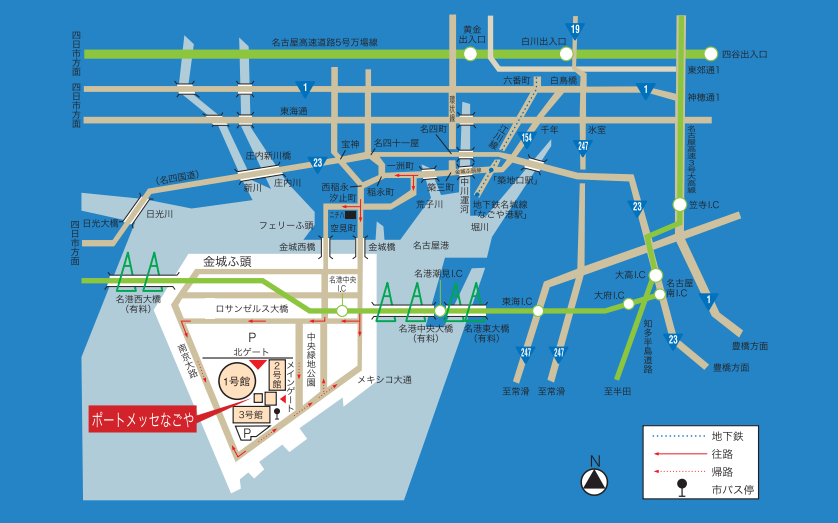 四日市方面
名古屋高速道路5号万場線
黄金
出入口
白川出入口
19
四谷出入口
東郊通1
四日市方面
1
六番町
白鳥橋
1
神穂通1
東海通
環状線
江川線
名四町
154
千年
氷室
247
名古屋高速3号大高線
宝神
名四十一屋
庄内新川橋
23
一洲町
(名四国道)
新川
庄内川
西稲永
汐止町
稲永町
築三町
荒子川
中川運河
「築地口駅」
地下鉄名城線
「なごや港駅」
堀川
23
笠寺I.C
日光川
日光大橋
四日市方面
フェリーふ頭
空見町
金城西橋
金城橋
名古屋港
金城ふ頭
名港中央
I.C
名港潮見I.C
大高I.C
名古屋
南I.C
大府I.C
東海I.C
1
名港西大橋
(有料)
ロサンゼルス大橋
名港中央大橋
(有料)
名港東大橋
(有料)
豊橋方面
23
豊橋方面
知多半島道路
247
247
至常滑
至常滑
至半田
南京大路
P
北ゲート
中央緑地公園
1号館
2号館
メインゲート
3号館
P
メキシコ大通
ポートメッセなごや
N
地下鉄
往路
帰路
市バス停